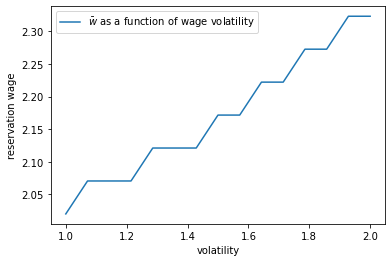 w̄ as a function of wage volatility
2.30
2.25
2.20
2.15
2.10
2.05
reservation wage
1.0 1.2 1.4 1.6 1.8 2.0
volatility